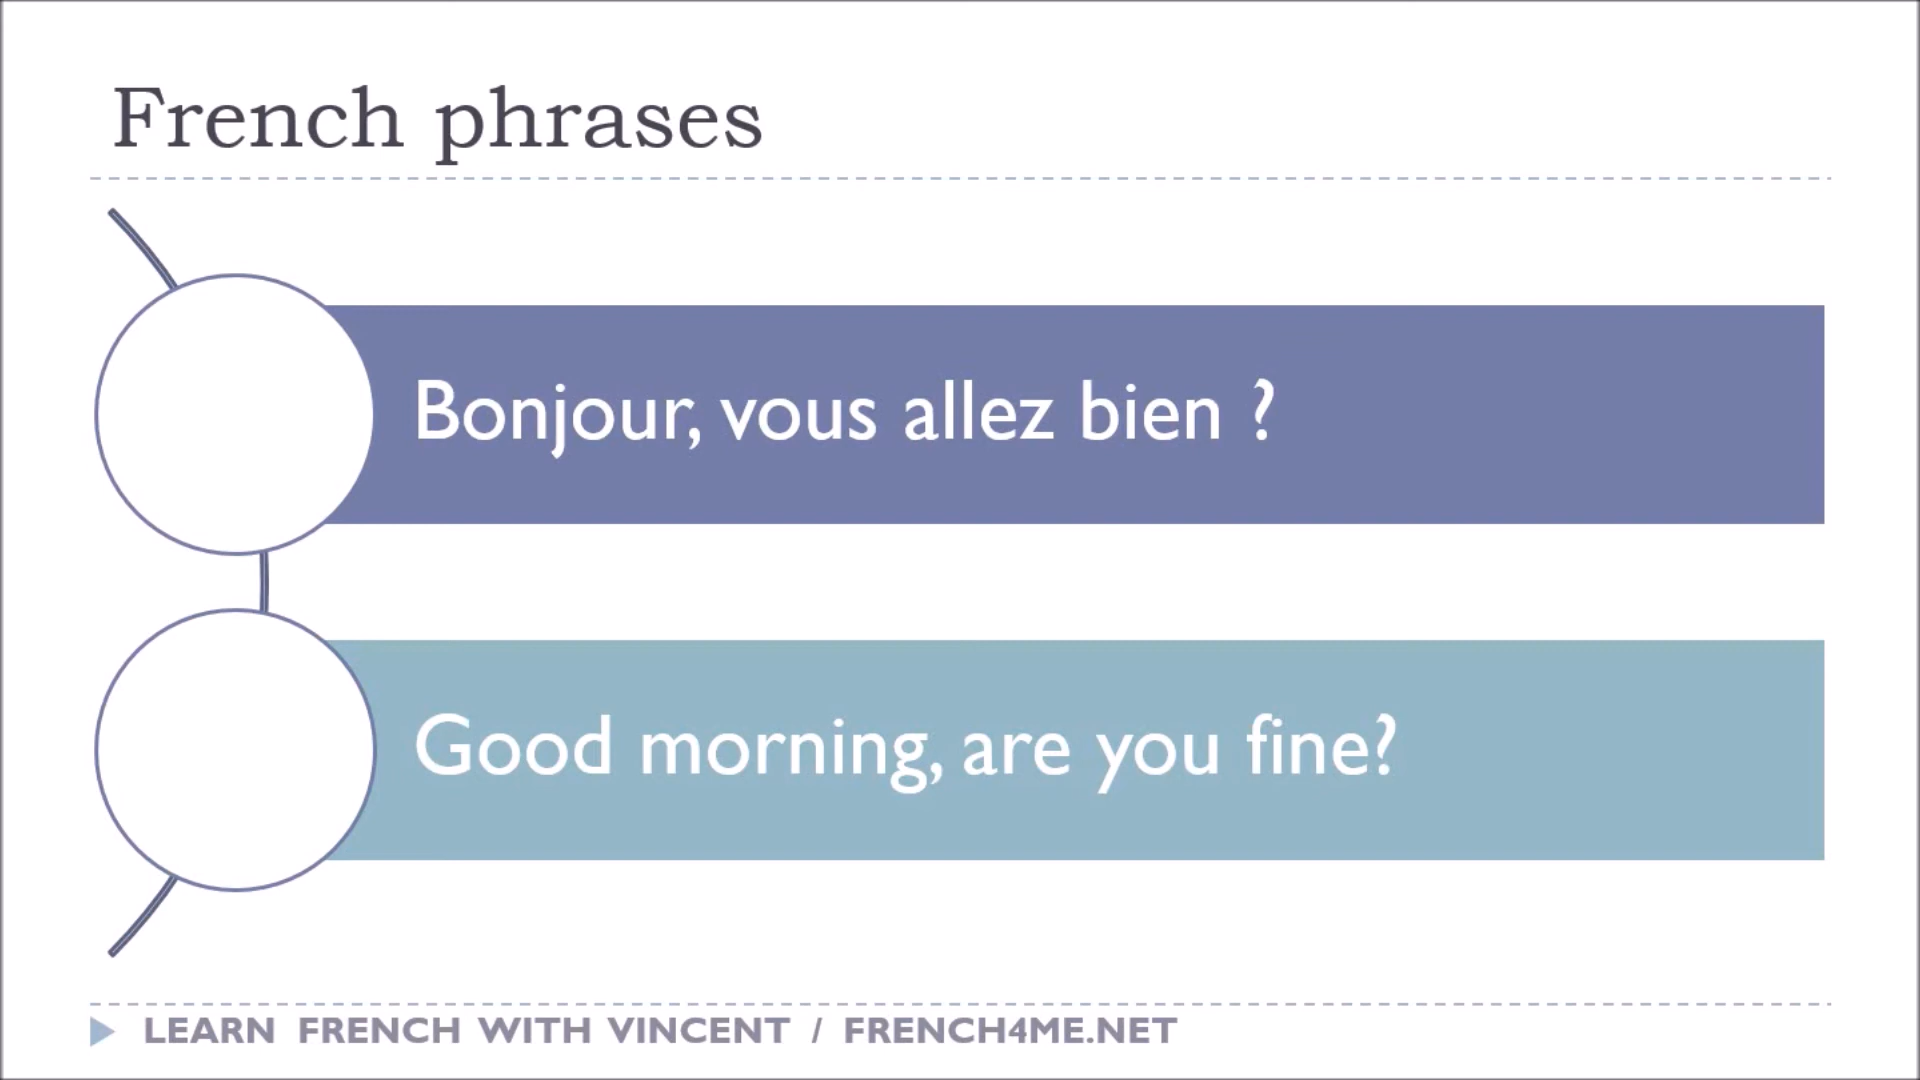 French phrases
Bonjour, vous allez bien ?
Good morning, are you fine?
LEARN FRENCH WITH VINCENT / FRENCH4ME.NET